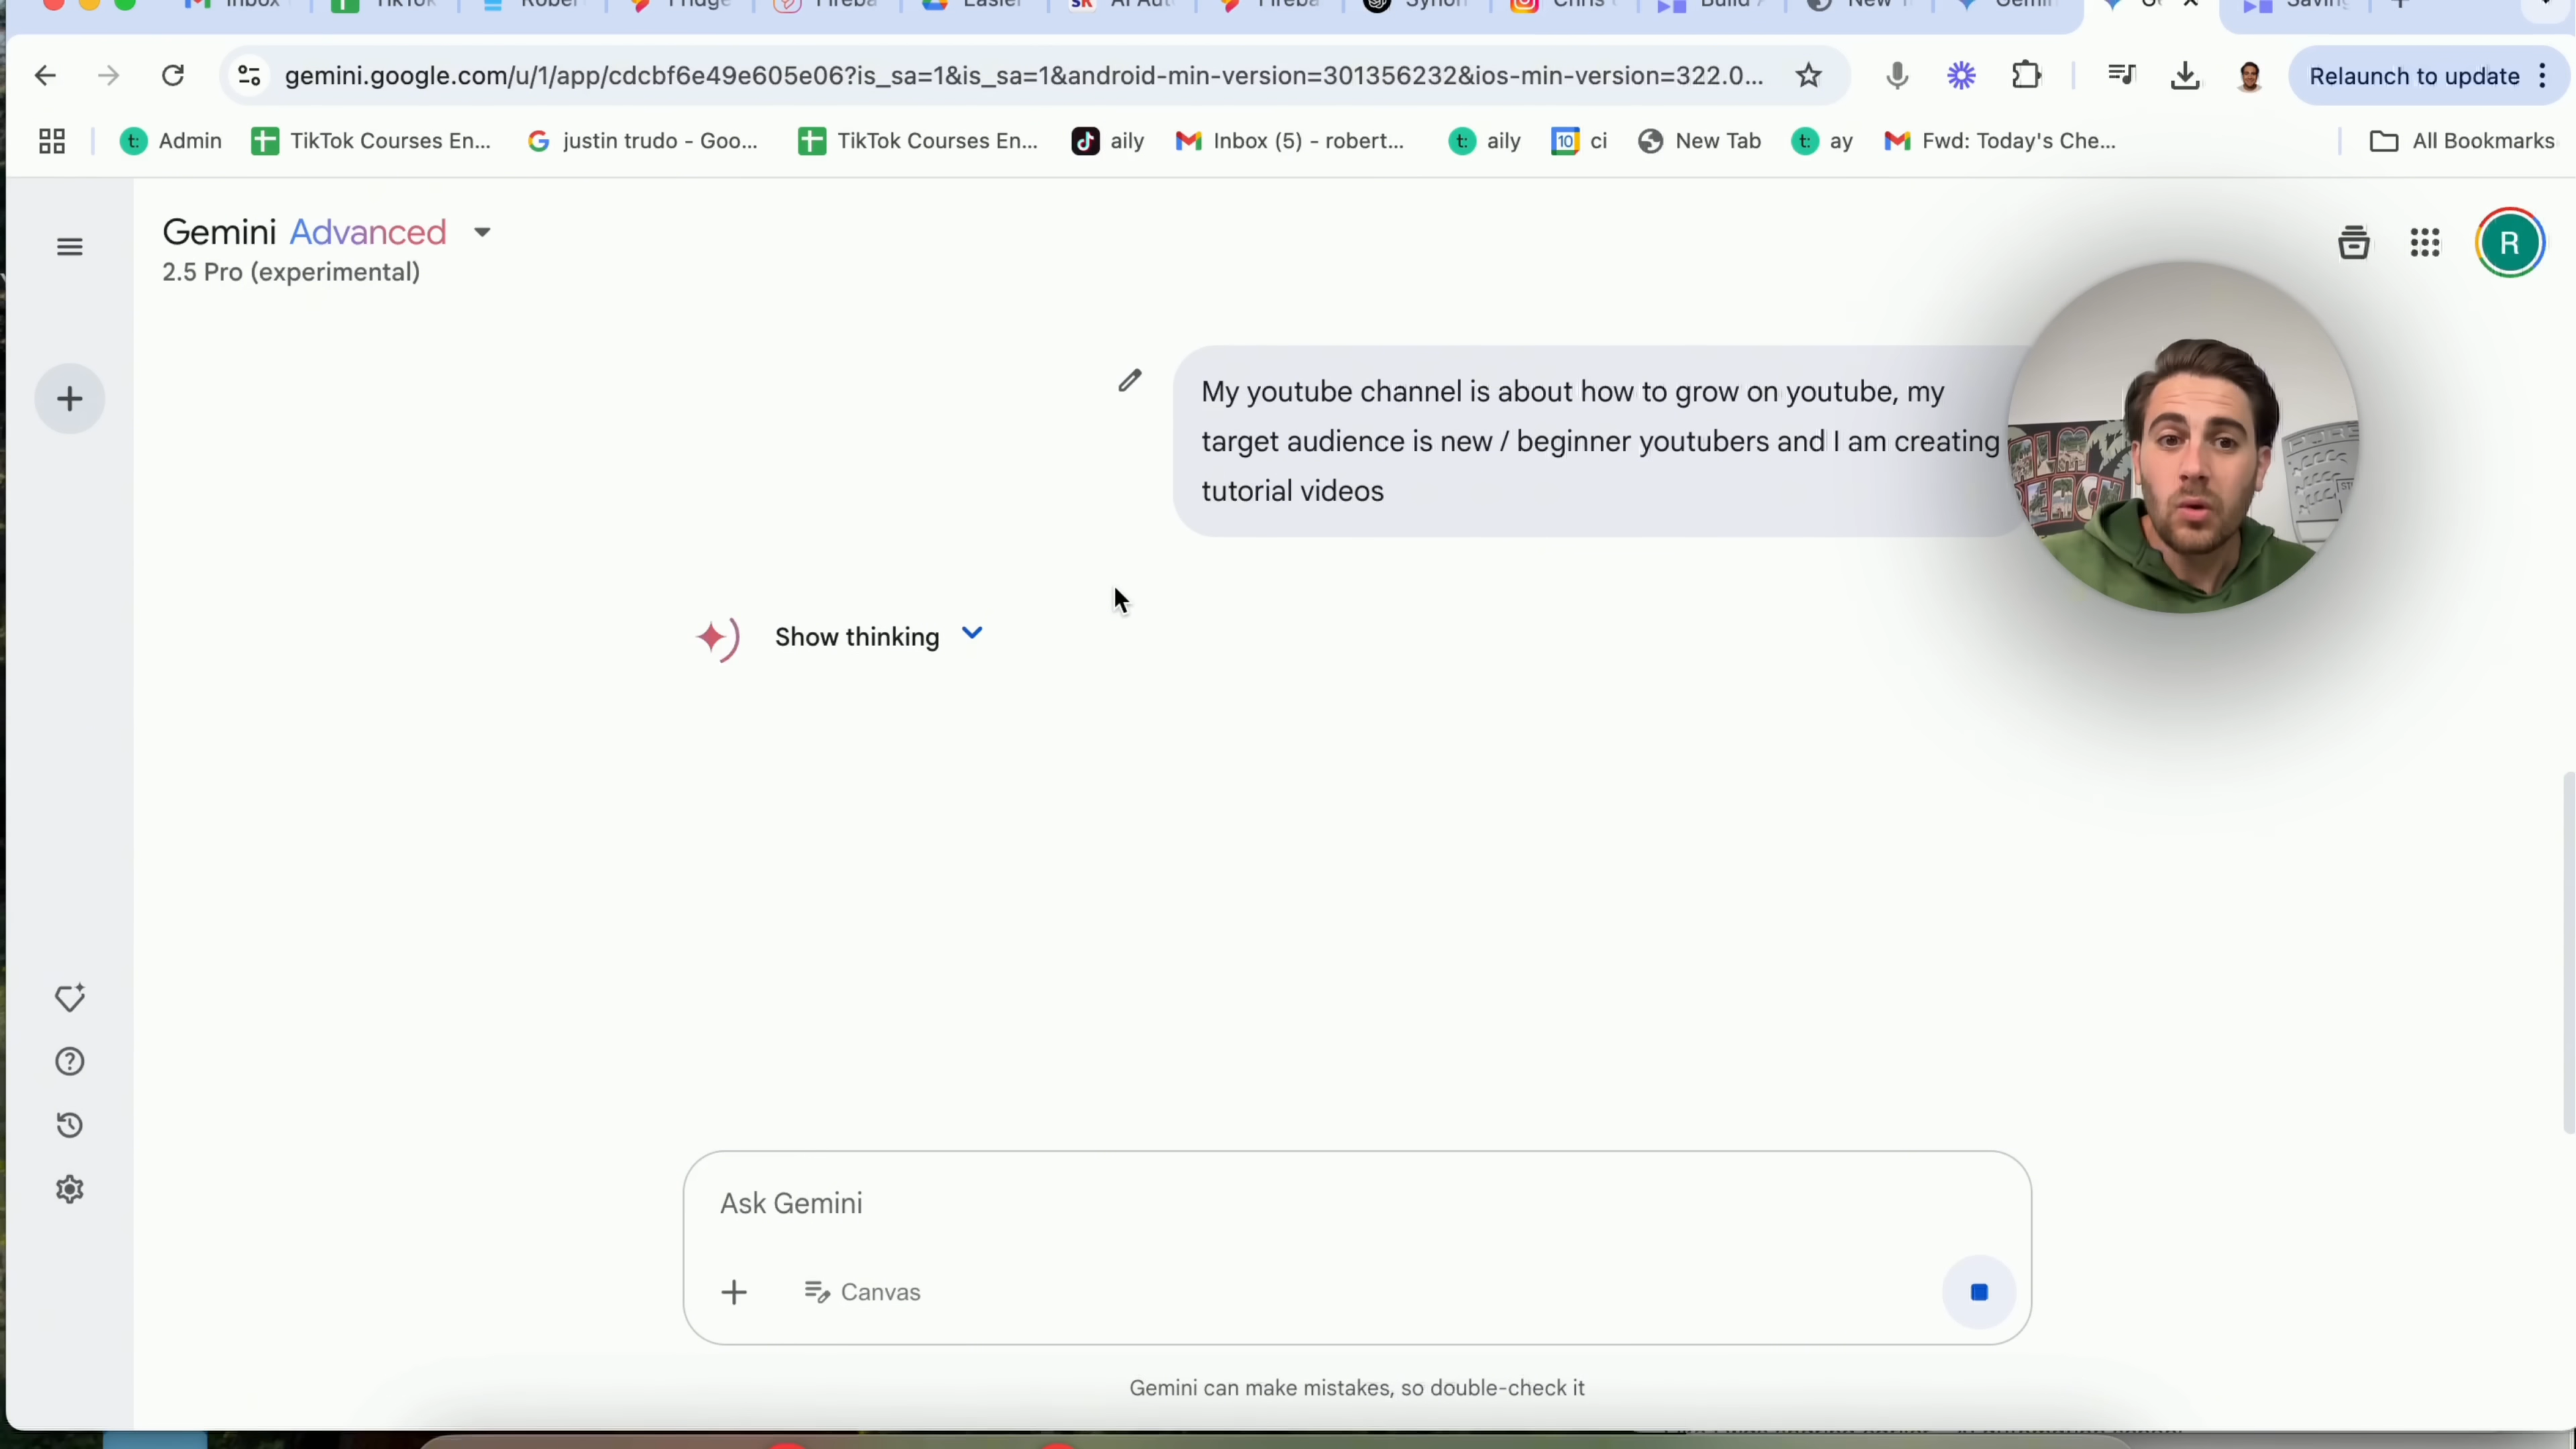 gemini.google.com/u/1/app/cdcbf6e49e605e06?is_sa=1&is_sa=1&android-min-version=301356232&ios-min-version=322.0...
Relaunch to update
Admin
TikTok Courses En...
justin trudo - Goo...
TikTok Courses En...
aily
Inbox (5) - robert...
aily
ci
New Tab
ay
Fwd: Today's Che...
All Bookmarks
Gemini Advanced
2.5 Pro (experimental)
R
My youtube channel is about how to grow on youtube, my
target audience is new / beginner youtubers and I am creating
tutorial videos
Show thinking
Ask Gemini
Canvas
Gemini can make mistakes, so double-check it